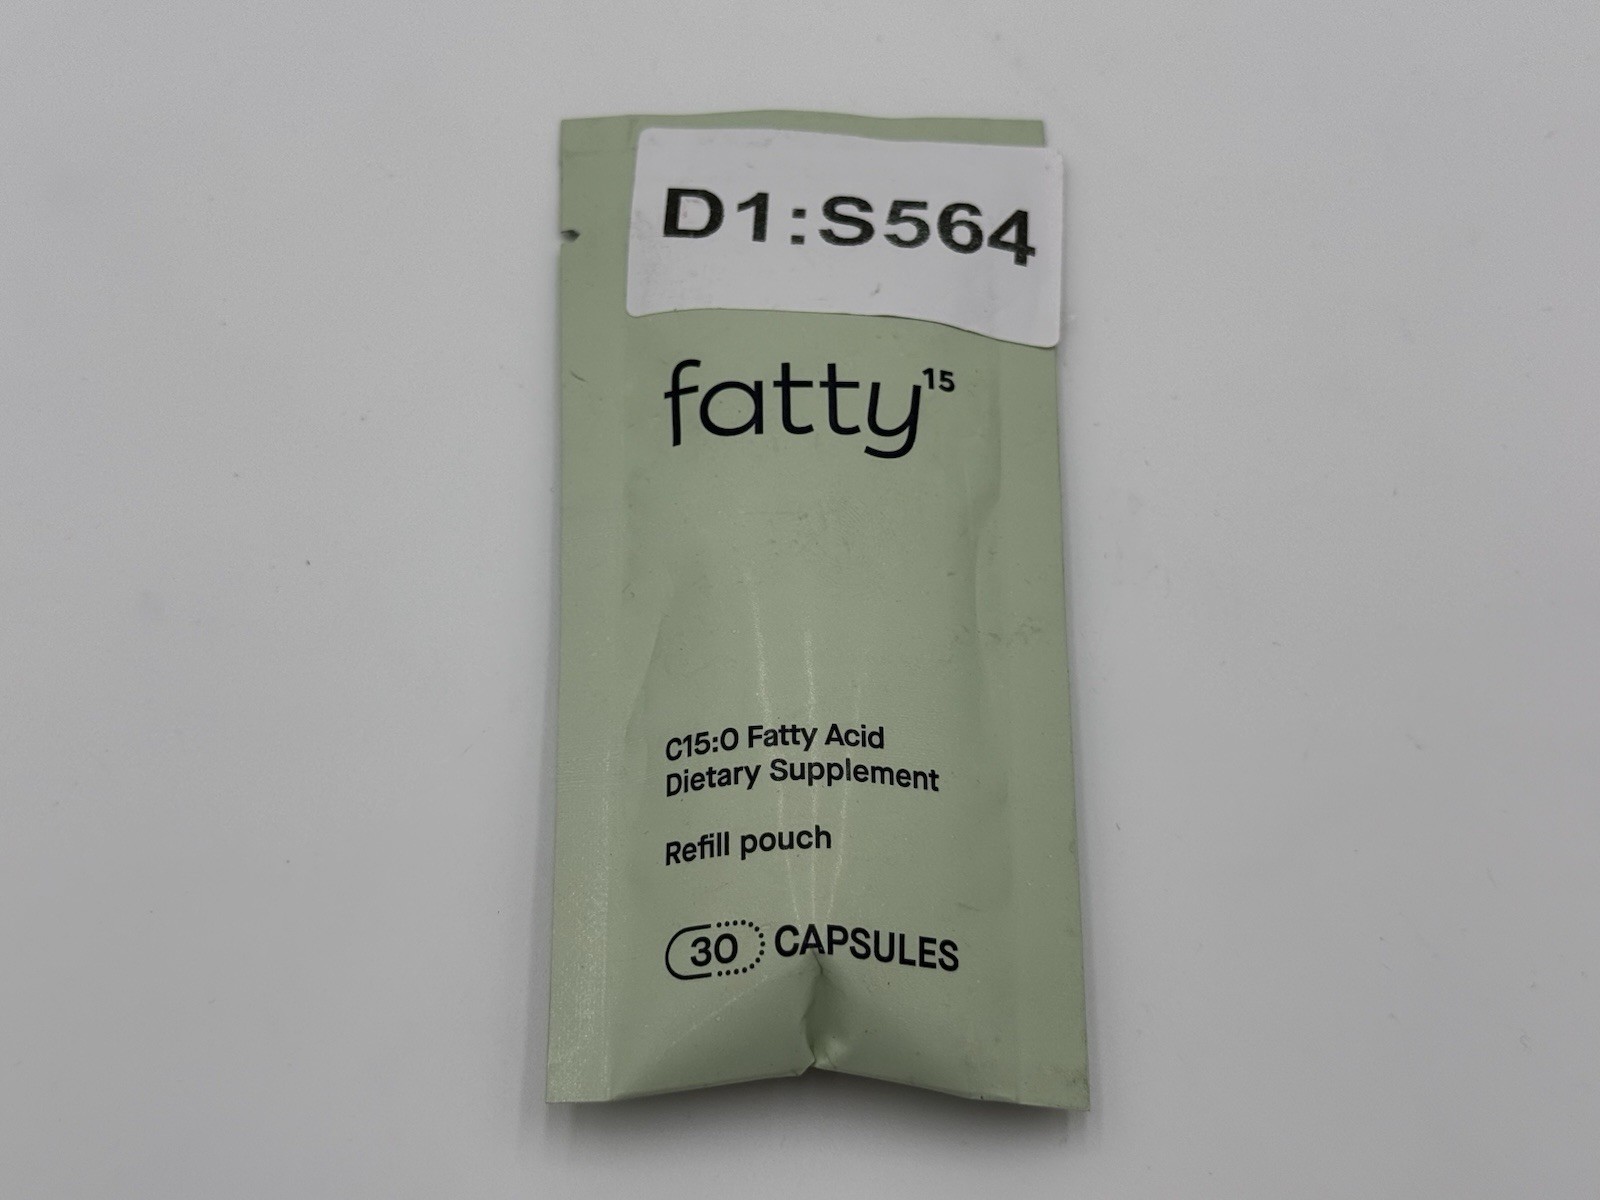 D1:S564
fatty¹⁵
C15:0 Fatty Acid
Dietary Supplement
Refill pouch
30 CAPSULES